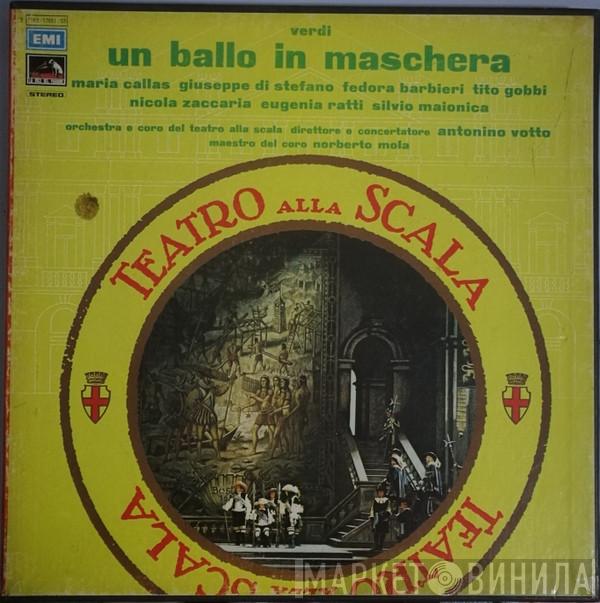 verdi
EMI
un ballo in maschera
STEREO
maria callas giuseppe di stefano fedora barbieri tito gobbi
nicola zaccaria eugenia ratti silvio maionica
orchestra e coro del teatro alla scala direttore e concertatore antonino votto
maestro del coro norberto mola
TEATRO ALLA SCALA
TEATRO ALLA SCALA
МАРКЕТ ВИНИЛА